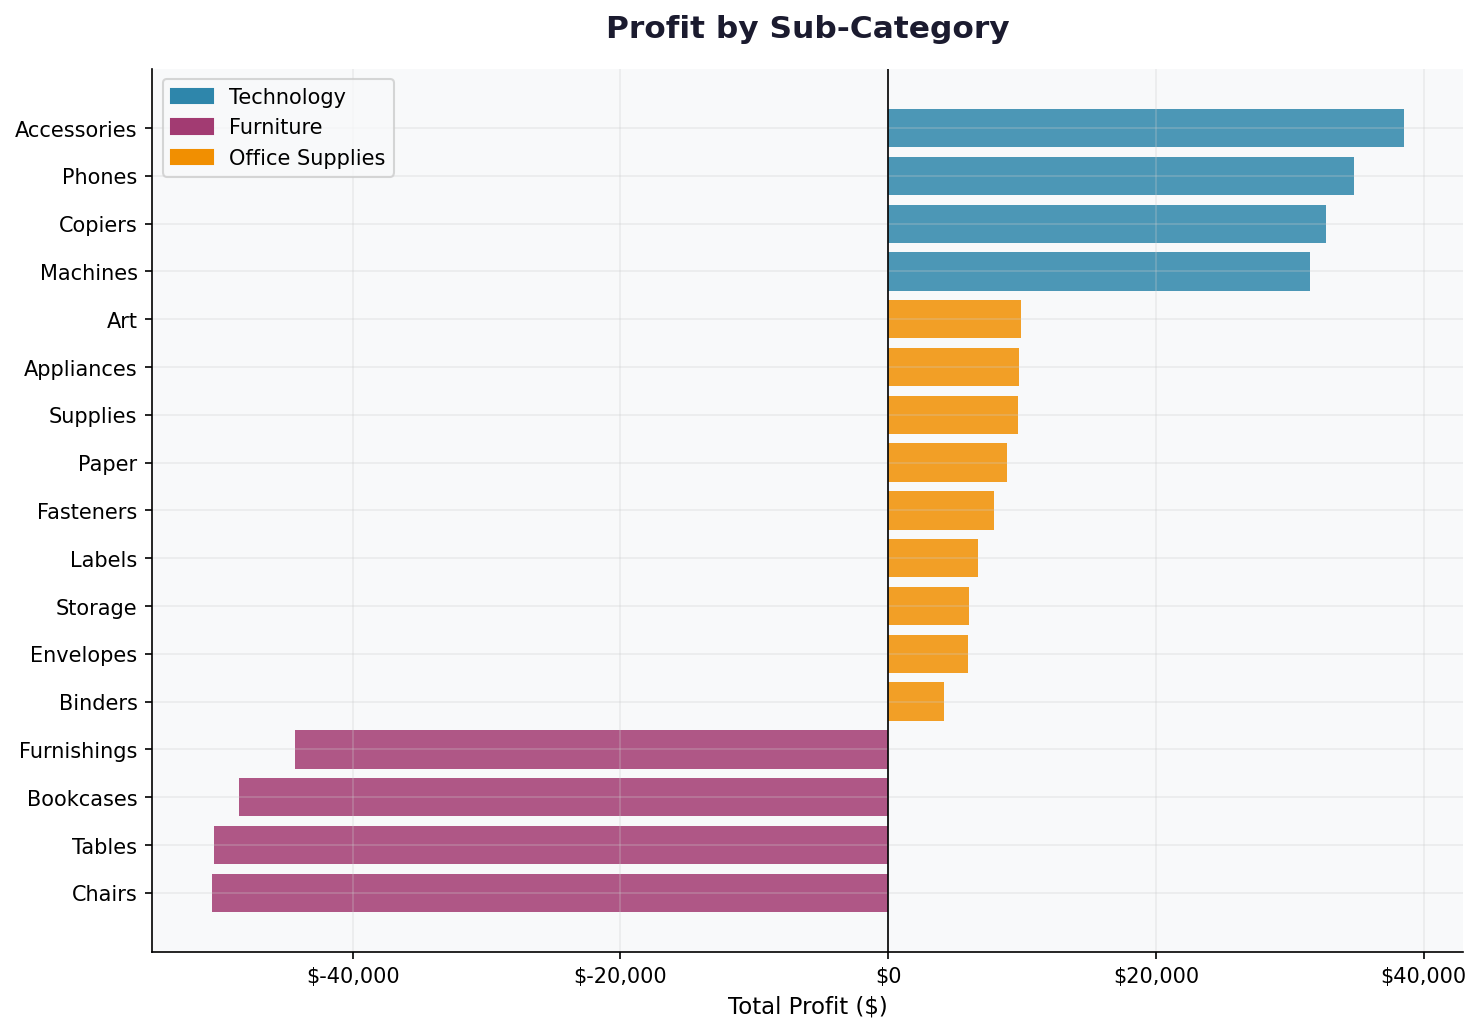 Profit by Sub-Category
Technology
Furniture
Office Supplies
Accessories
Phones
Copiers
Machines
Art
Appliances
Supplies
Paper
Fasteners
Labels
Storage
Envelopes
Binders
Furnishings
Bookcases
Tables
Chairs
$-40,000 $-20,000 $0 $20,000 $40,000
Total Profit ($)